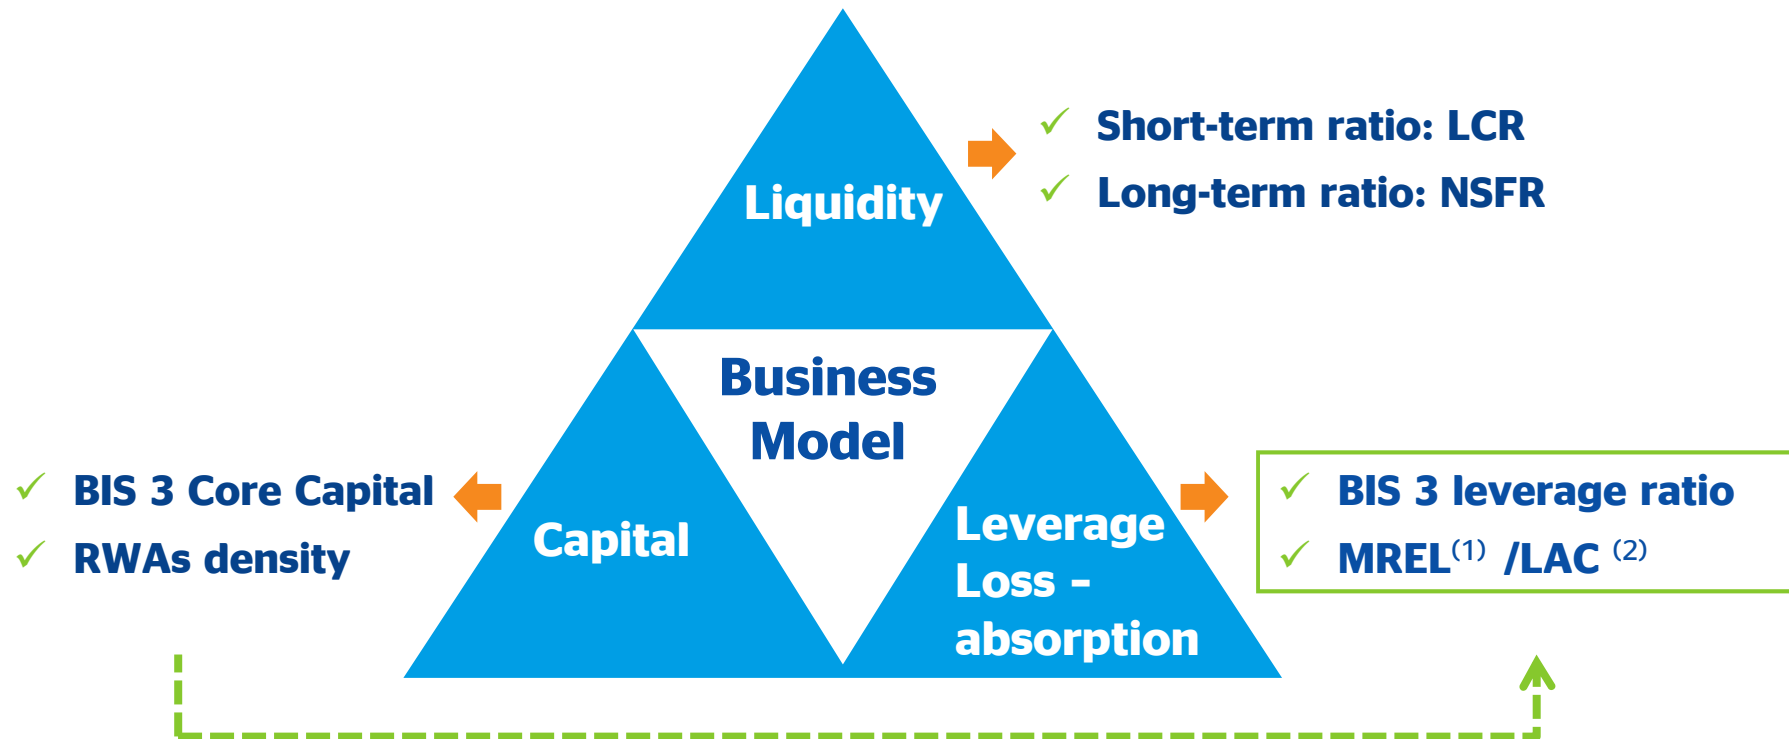 Short-term ratio: LCR
Long-term ratio: NSFR
Liquidity
Business
Model
BIS 3 Core Capital
RWAs density
Capital
Leverage
Loss –
absorption
BIS 3 leverage ratio
MREL(1) /LAC (2)